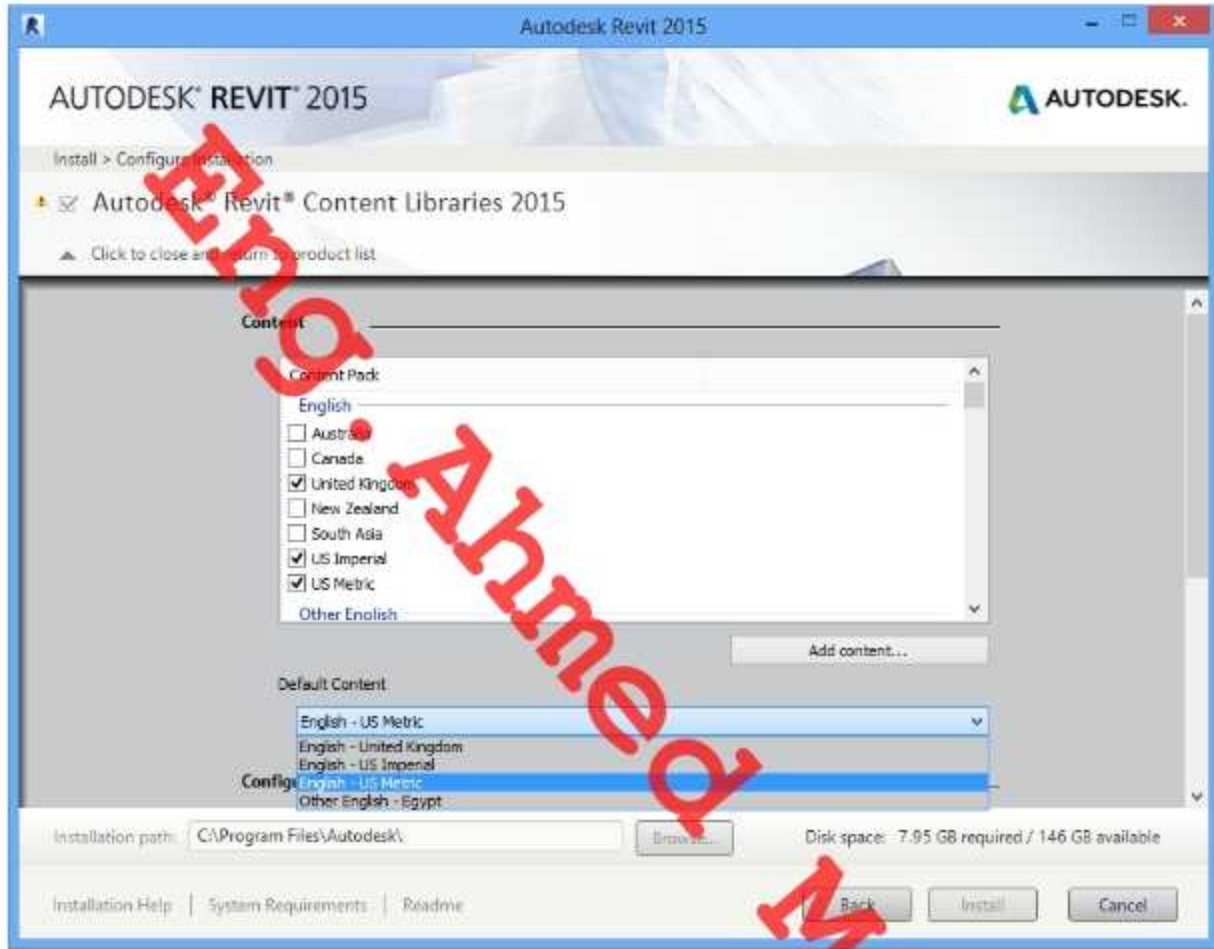 Autodesk Revit 2015
AUTODESK® REVIT® 2015
AUTODESK.
Install > Configure Installation
Autodesk® Revit® Content Libraries 2015
Click to close and return to product list
Content
Content Pack
English
Australia
Canada
United Kingdom
New Zealand
South Asia
US Imperial
US Metric
Other English
Add content...
Default Content
English - US Metric
English - United Kingdom
English - US Imperial
Config
English - US Metric
Other English - Egypt
Installation path: C:\Program Files\Autodesk\ Browse... Disk space: 7.95 GB required / 146 GB available
Installation Help | System Requirements | Readme Back Install Cancel
Eng. Ahmed M